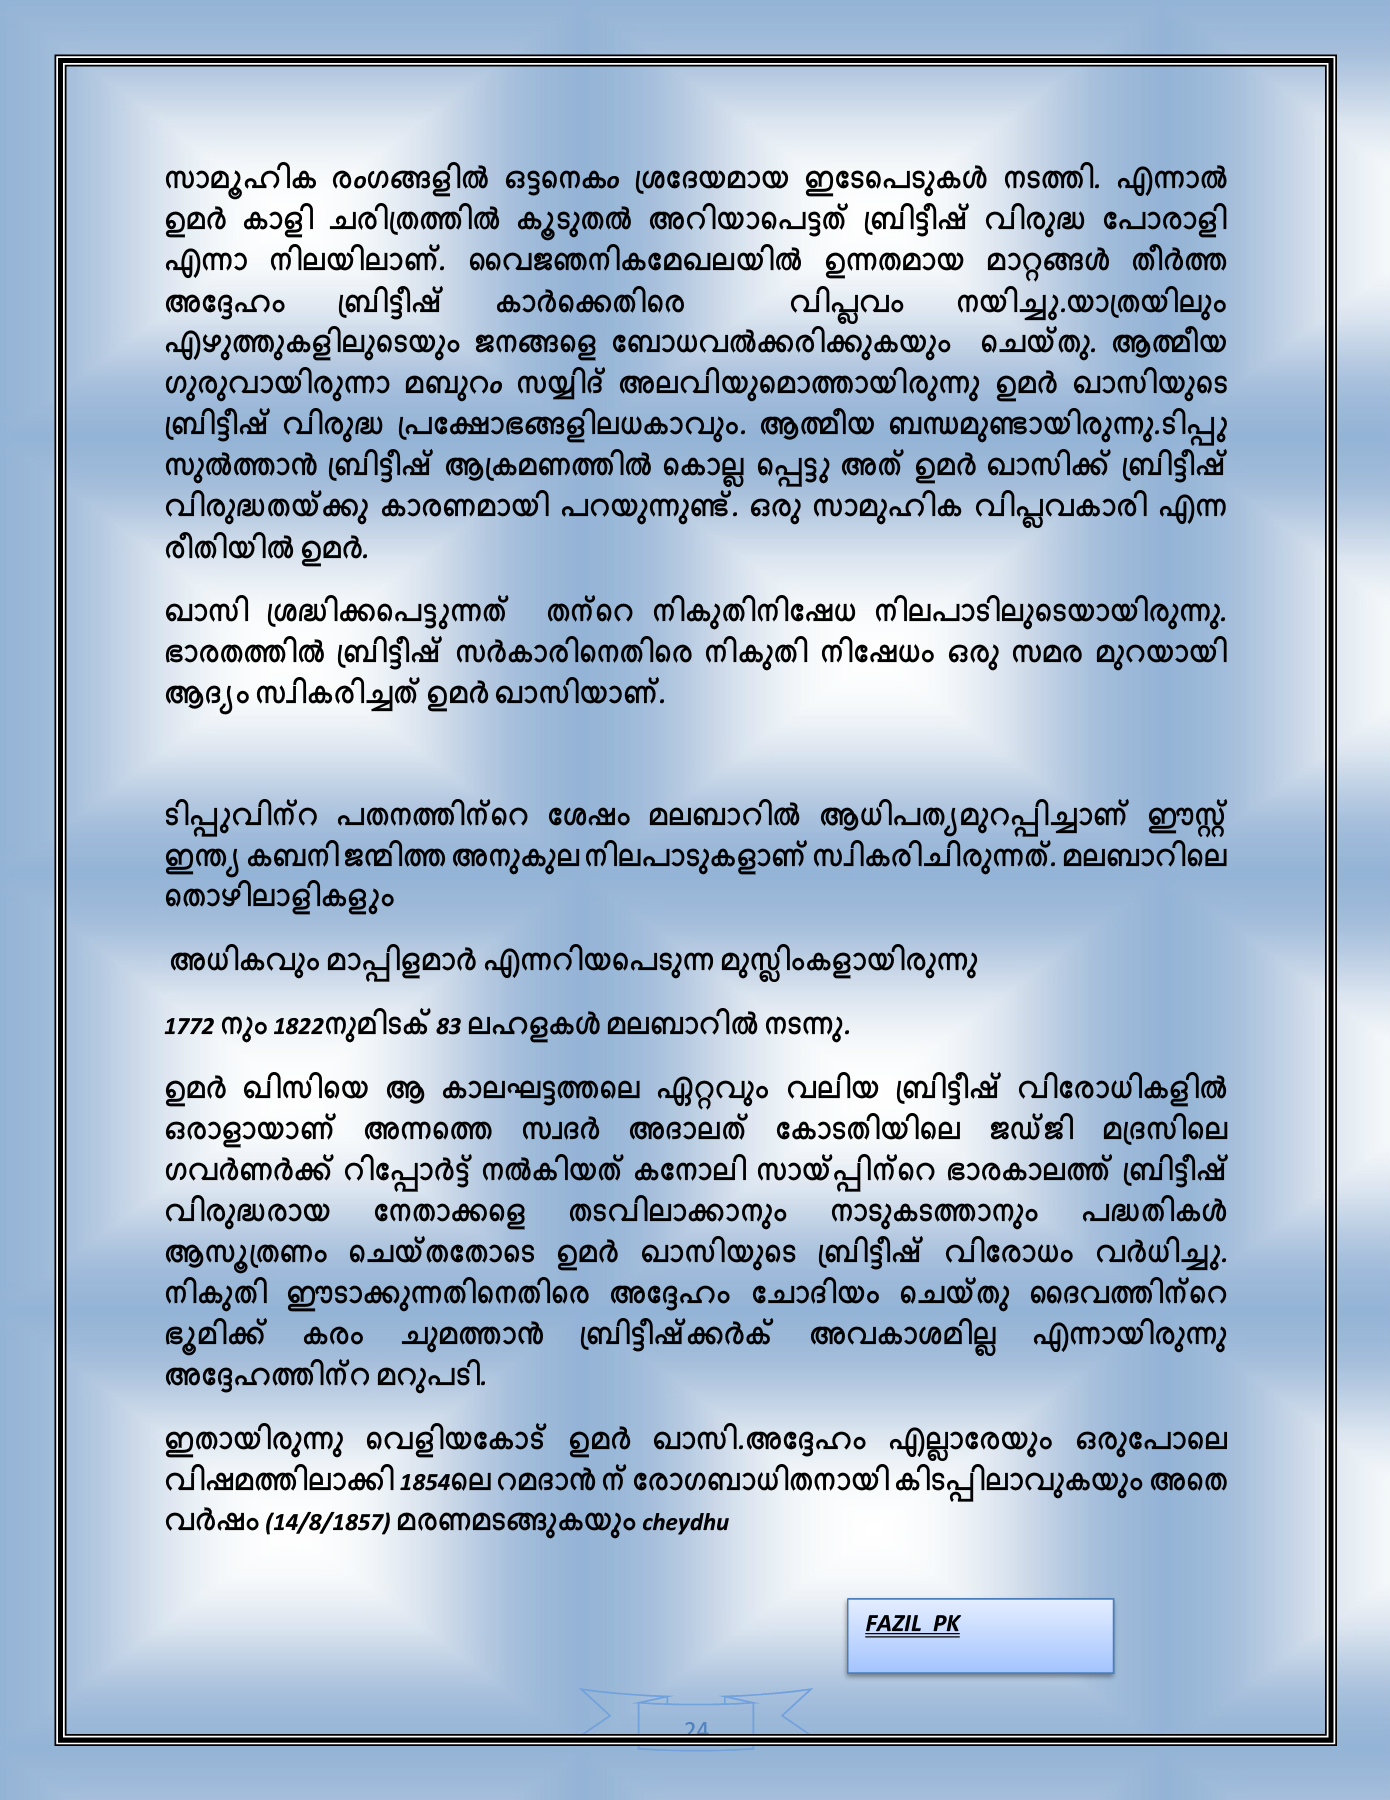 സാമൂഹിക രംഗങ്ങളിൽ ഒട്ടനെകം ശ്രദേയമായ ഇടേപെടുകൾ നടത്തി. എന്നാൽ
ഉമർ കാളി ചരിത്രത്തിൽ കൂടുതൽ അറിയാപെട്ടത് ബ്രിട്ടീഷ് വിരുദ്ധ പോരാളി
എന്നാ നിലയിലാണ്. വൈജഞനികമേഖലയിൽ ഉന്നതമായ മാറ്റങ്ങൾ തീർത്ത
അദ്ദേഹം ബ്രിട്ടീഷ് കാർക്കെതിരെ വിപ്ലവം നയിച്ചു.യാത്രയിലും
എഴുത്തുകളിലുടെയും ജനങ്ങളെ ബോധവൽക്കരിക്കുകയും ചെയ്തു. ആത്മീയ
ഗുരുവായിരുന്നാ മബുറം സയ്യിദ് അലവിയുമൊത്തായിരുന്നു ഉമർ ഖാസിയുടെ
ബ്രിട്ടീഷ് വിരുദ്ധ പ്രക്ഷോഭങ്ങളിലധകാവും. ആത്മീയ ബന്ധമുണ്ടായിരുന്നു.ടിപ്പു
സുൽത്താൻ ബ്രിട്ടീഷ് ആക്രമണത്തിൽ കൊല്ല പ്പെട്ടു അത് ഉമർ ഖാസിക്ക് ബ്രിട്ടീഷ്
വിരുദ്ധതയ്ക്കു കാരണമായി പറയുന്നുണ്ട്. ഒരു സാമുഹിക വിപ്ലവകാരി എന്ന
രീതിയിൽ ഉമർ.
ഖാസി ശ്രദ്ധിക്കപെട്ടുന്നത് തന്റെ നികുതിനിഷേധ നിലപാടിലുടെയായിരുന്നു.
ഭാരതത്തിൽ ബ്രിട്ടീഷ് സർകാരിനെതിരെ നികുതി നിഷേധം ഒരു സമര മുറയായി
ആദ്യം സ്വികരിച്ചത് ഉമർ ഖാസിയാണ്.
ടിപ്പുവിന്റ പതനത്തിന്റെ ശേഷം മലബാറിൽ ആധിപത്യമുറപ്പിച്ചാണ് ഈസ്റ്റ്
ഇന്ത്യ കബനി ജന്മിത്ത അനുകുല നിലപാടുകളാണ് സ്വികരിചിരുന്നത്. മലബാറിലെ
തൊഴിലാളികളും
അധികവും മാപ്പിളമാർ എന്നറിയപെടുന്ന മുസ്ലിംകളായിരുന്നു
1772 നും 1822നുമിടക് 83 ലഹളകൾ മലബാറിൽ നടന്നു.
ഉമർ ഖിസിയെ ആ കാലഘട്ടത്തലെ ഏറ്റവും വലിയ ബ്രിട്ടീഷ് വിരോധികളിൽ
ഒരാളായാണ് അന്നത്തെ സ്വദർ അദാലത് കോടതിയിലെ ജഡ്ജി മദ്രസിലെ
ഗവർണർക്ക് റിപ്പോർട്ട് നൽകിയത് കനോലി സായ്പ്പിന്റെ ഭാരകാലത്ത് ബ്രിട്ടീഷ്
വിരുദ്ധരായ നേതാക്കളെ തടവിലാക്കാനും നാടുകടത്താനും പദ്ധതികൾ
ആസൂത്രണം ചെയ്തതോടെ ഉമർ ഖാസിയുടെ ബ്രിട്ടീഷ് വിരോധം വർധിച്ചു.
നികുതി ഈടാക്കുന്നതിനെതിരെ അദ്ദേഹം ചോദിയം ചെയ്തു ദൈവത്തിന്റെ
ഭൂമിക്ക് കരം ചുമത്താൻ ബ്രിട്ടീഷ്ക്കർക് അവകാശമില്ല എന്നായിരുന്നു
അദ്ദേഹത്തിന്റ മറുപടി.
ഇതായിരുന്നു വെളിയകോട് ഉമർ ഖാസി.അദ്ദേഹം എല്ലാരേയും ഒരുപോലെ
വിഷമത്തിലാക്കി 1854ലെ റമദാൻ ന് രോഗബാധിതനായി കിടപ്പിലാവുകയും അതെ
വർഷം (14/8/1857) മരണമടങ്ങുകയും cheydhu
FAZIL PK
24